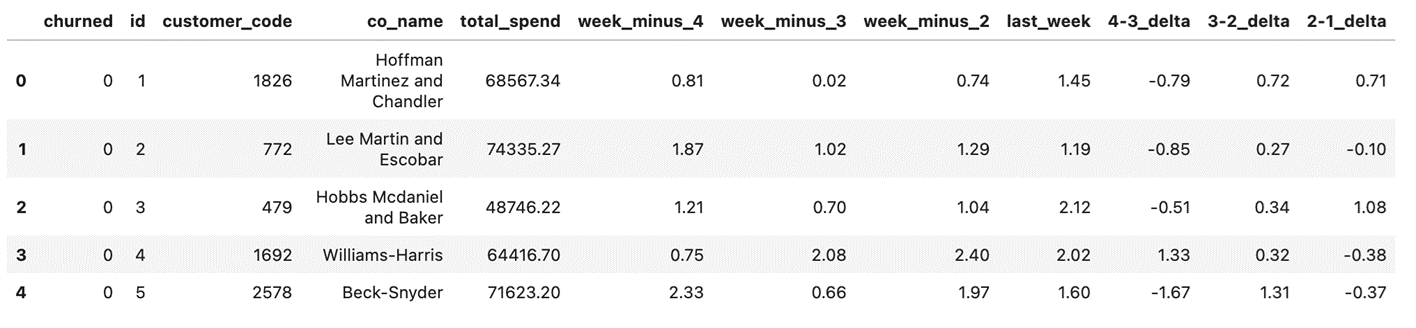 churned id customer_code co_name total_spend week_minus_4 week_minus_3 week_minus_2 last_week 4-3_delta 3-2_delta 2-1_delta
0 0 1 1826 Hoffman Martinez and Chandler 68567.34 0.81 0.02 0.74 1.45 -0.79 0.72 0.71
1 0 2 772 Lee Martin and Escobar 74335.27 1.87 1.02 1.29 1.19 -0.85 0.27 -0.10
2 0 3 479 Hobbs Mcdaniel and Baker 48746.22 1.21 0.70 1.04 2.12 -0.51 0.34 1.08
3 0 4 1692 Williams-Harris 64416.70 0.75 2.08 2.40 2.02 1.33 0.32 -0.38
4 0 5 2578 Beck-Snyder 71623.20 2.33 0.66 1.97 1.60 -1.67 1.31 -0.37